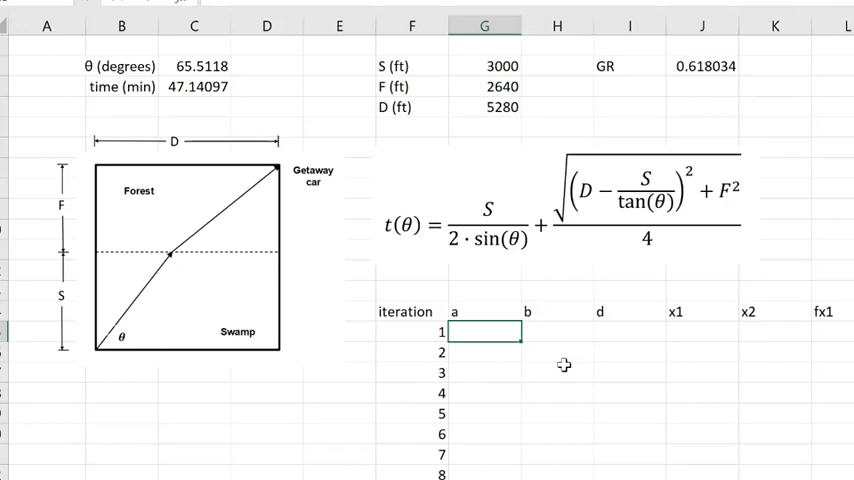 A B C D E F G H I J K L
θ (degrees) 65.5118 S (ft) 3000 GR 0.618034
time (min) 47.14097 F (ft) 2640
D (ft) 5280
D
Getaway
car
Forest
F
S
Swamp
θ
t(θ) = S / (2 · sin(θ)) + √((D − S / tan(θ))² + F²) / 4
iteration a b d x1 x2 fx1
1
2
3
4
5
6
7
8